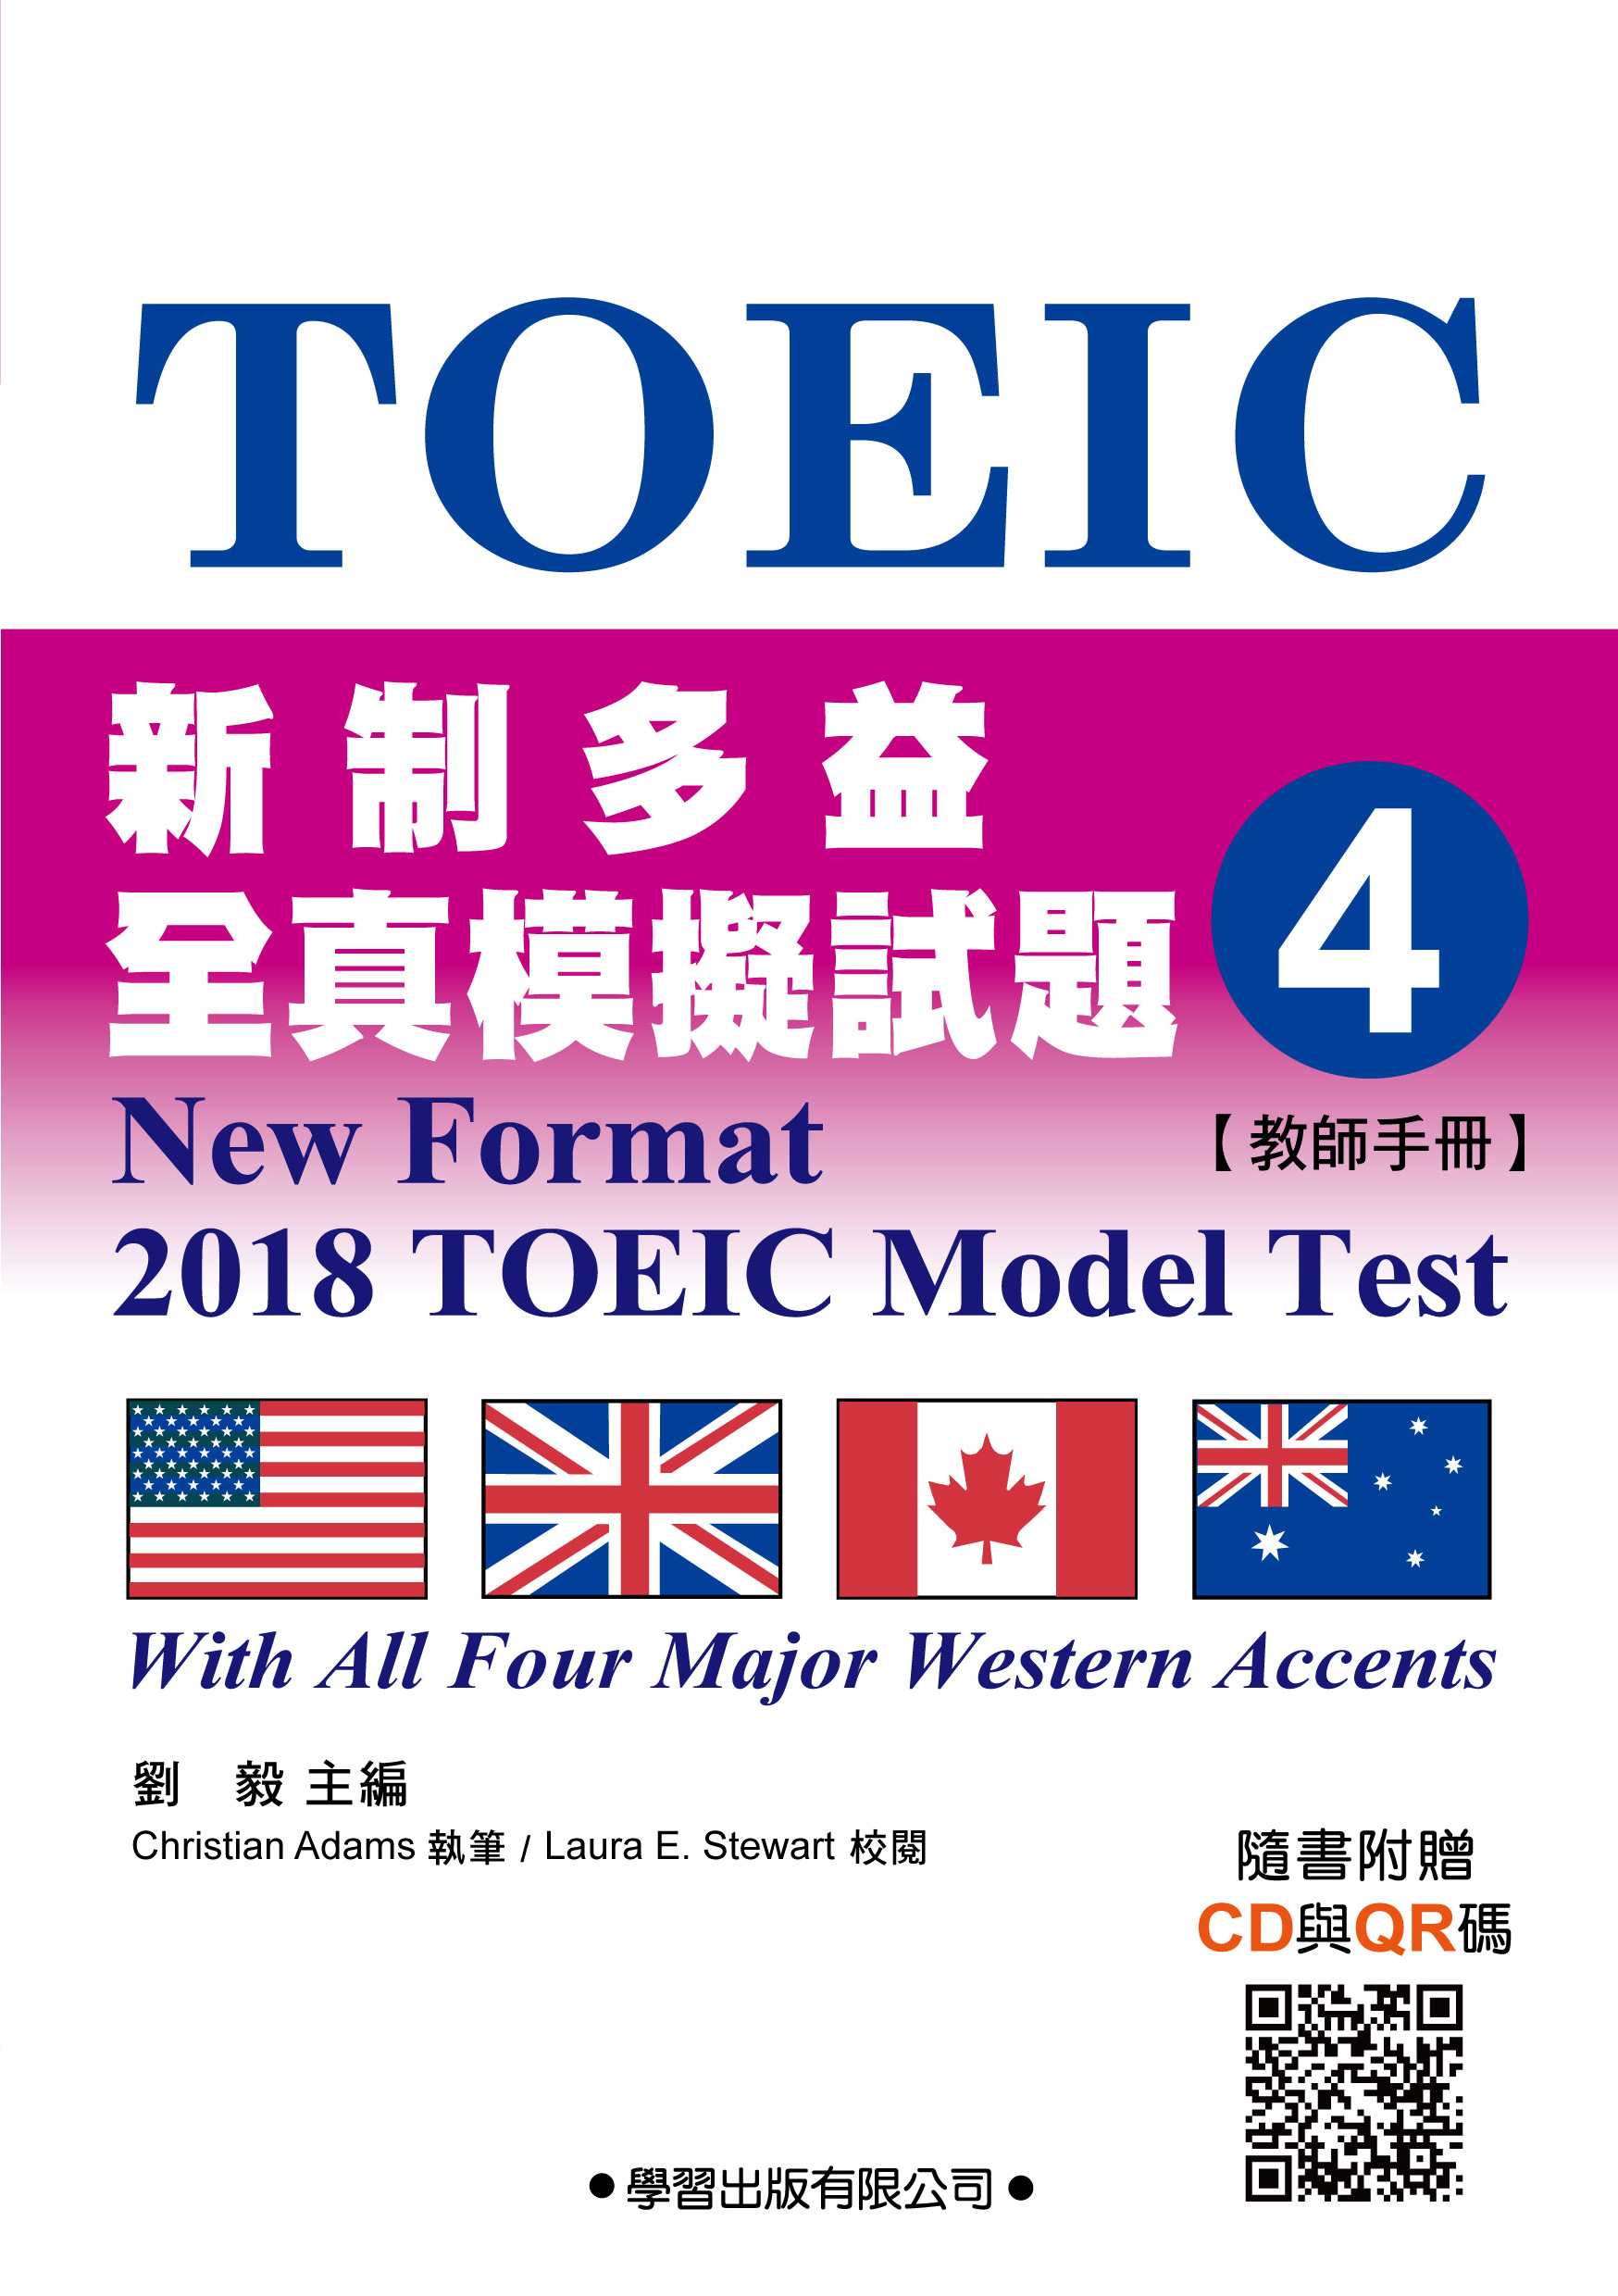 TOEIC
新制多益
全真模擬試題 4
New Format
【教師手冊】
2018 TOEIC Model Test
With All Four Major Western Accents
劉 毅 主編
Christian Adams 執筆 / Laura E. Stewart 校閱
隨書附贈
CD與QR碼
●學習出版有限公司●